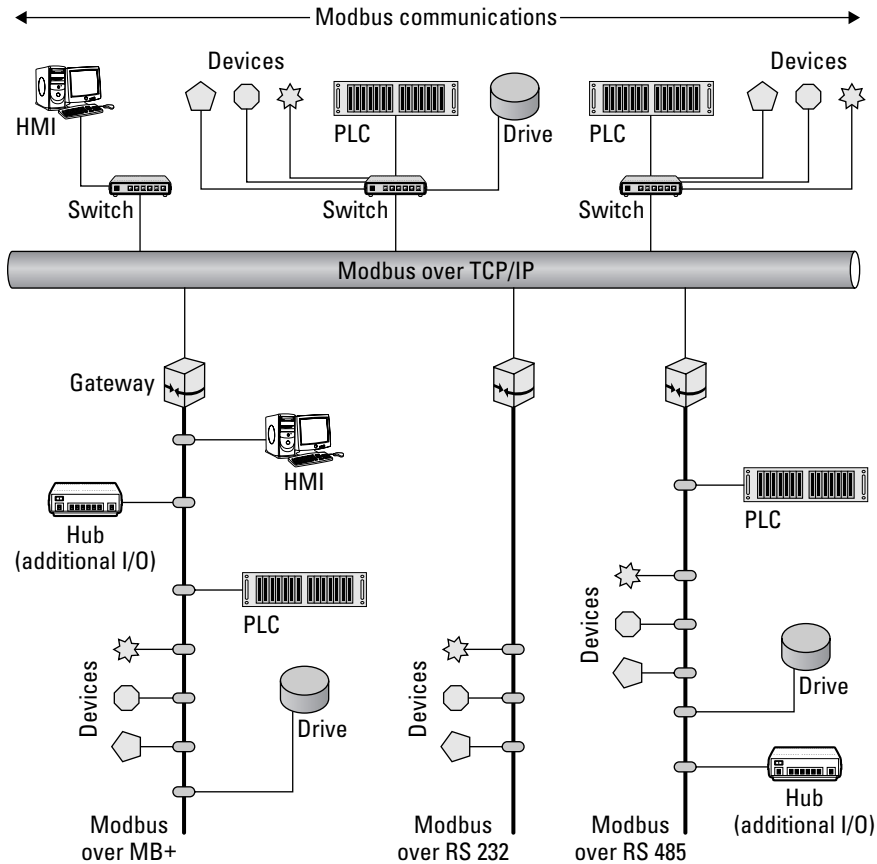 Modbus communications
Devices
Devices
HMI
PLC
Drive
PLC
Switch
Switch
Switch
Modbus over TCP/IP
Gateway
HMI
PLC
Hub
(additional I/O)
PLC
Devices
Devices
Devices
Drive
Drive
Hub
(additional I/O)
Modbus
over MB+
Modbus
over RS 232
Modbus
over RS 485